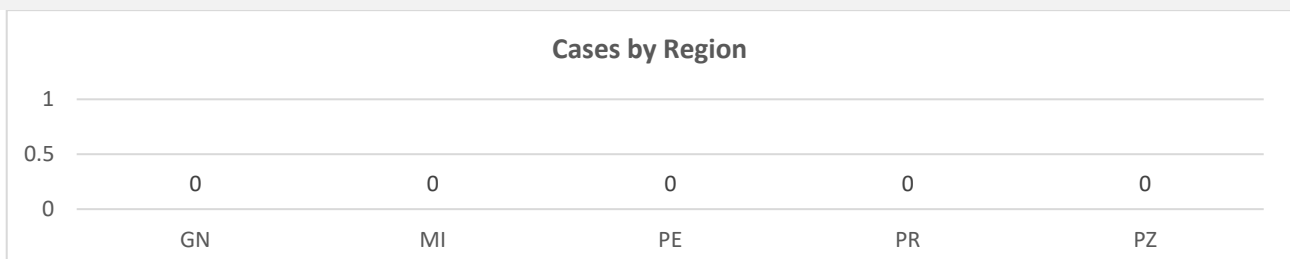 Cases by Region
1
0.5
0 0 0 0 0
0
GN MI PE PR PZ